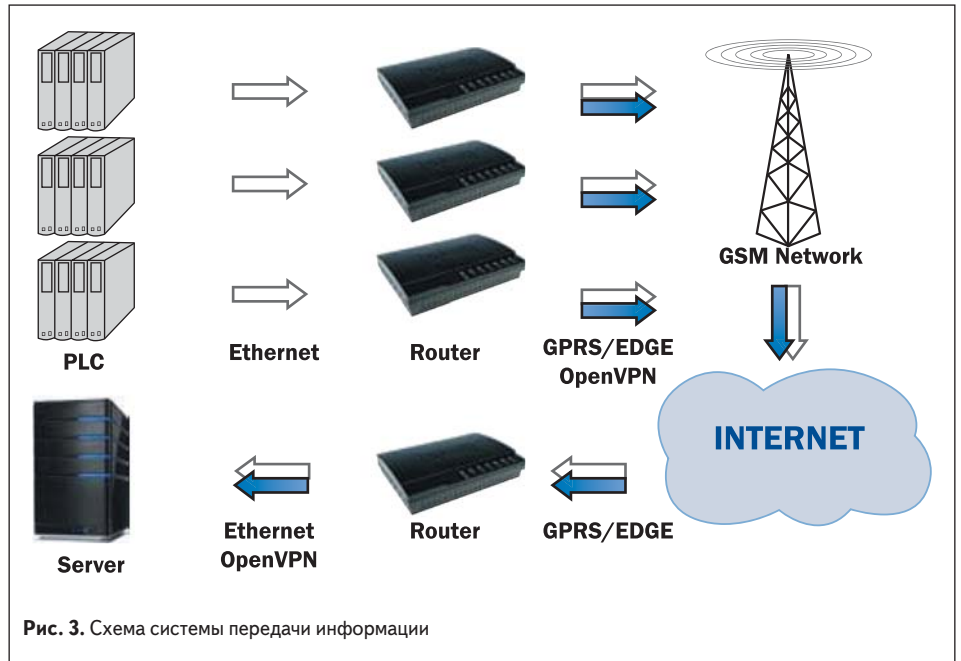 GSM Network
PLC
Ethernet
Router
GPRS/EDGE
OpenVPN
INTERNET
Server
Ethernet
OpenVPN
Router
GPRS/EDGE
Рис. 3. Схема системы передачи информации